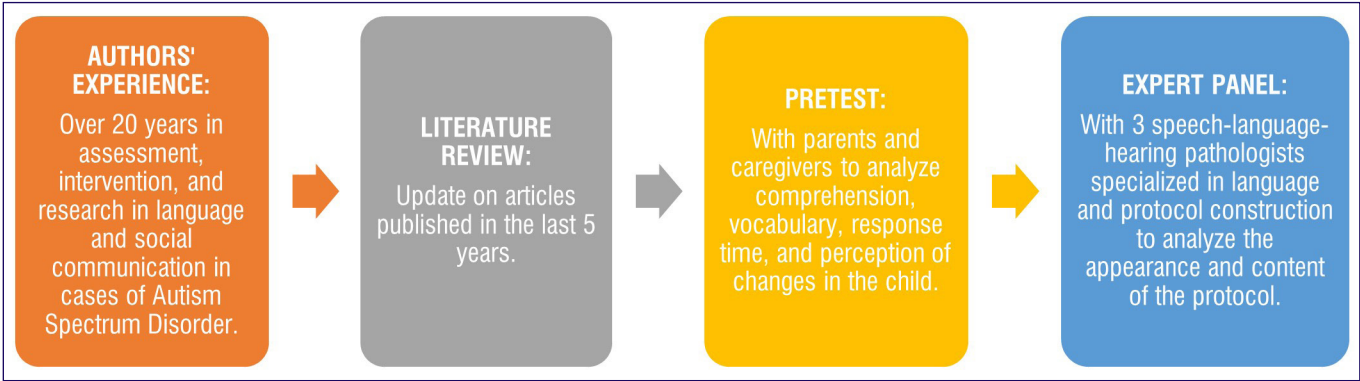 AUTHORS'
EXPERIENCE:
Over 20 years in
assessment,
intervention, and
research in language
and social
communication in
cases of Autism
Spectrum Disorder.
LITERATURE
REVIEW:
Update on articles
published in the last 5
years.
PRETEST:
With parents and
caregivers to analyze
comprehension,
vocabulary, response
time, and perception of
changes in the child.
EXPERT PANEL:
With 3 speech-language-
hearing pathologists
specialized in language
and protocol construction
to analyze the
appearance and content
of the protocol.